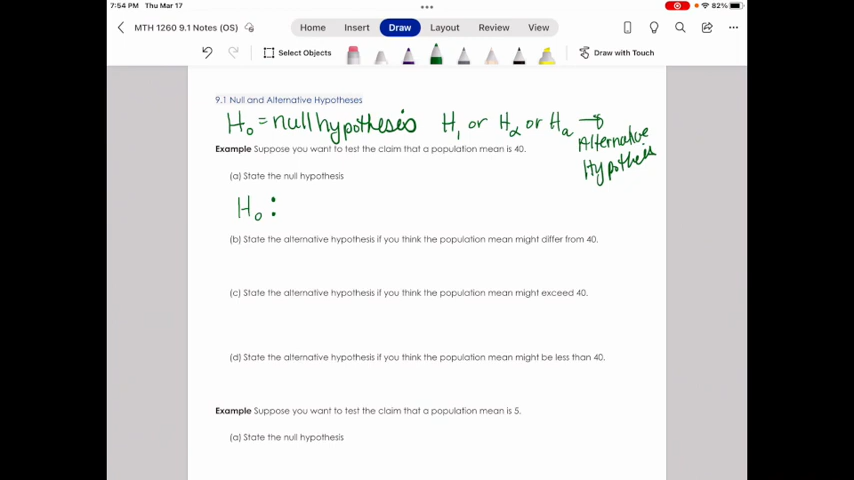 7:54 PM Thu Mar 17
82%
MTH 1260 9.1 Notes (OS)
Home Insert Draw Layout Review View
Select Objects
Draw with Touch
9.1 Null and Alternative Hypotheses
H₀ = null hypothesis H₁ or H₂ or Hₐ → Alternative Hypothesis
Example Suppose you want to test the claim that a population mean is 40.
(a) State the null hypothesis
H₀ :
(b) State the alternative hypothesis if you think the population mean might differ from 40.
(c) State the alternative hypothesis if you think the population mean might exceed 40.
(d) State the alternative hypothesis if you think the population mean might be less than 40.
Example Suppose you want to test the claim that a population mean is 5.
(a) State the null hypothesis